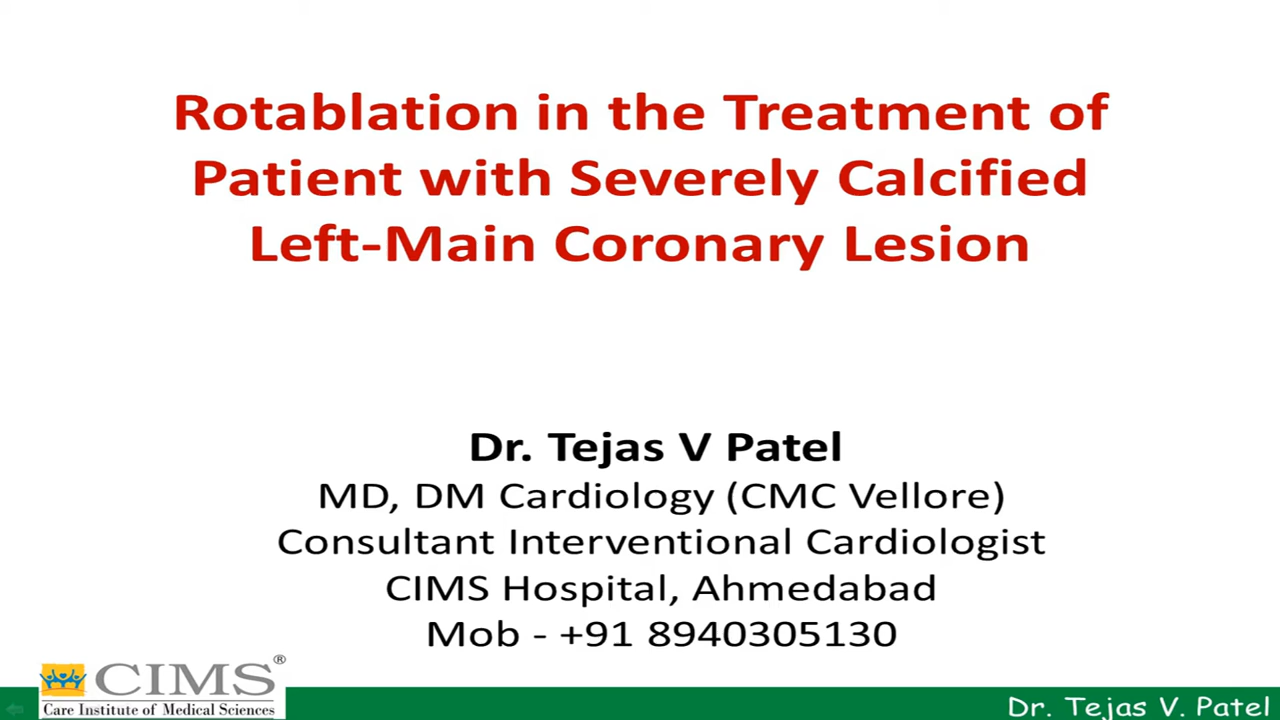 Rotablation in the Treatment of
Patient with Severely Calcified
Left-Main Coronary Lesion
Dr. Tejas V Patel
MD, DM Cardiology (CMC Vellore)
Consultant Interventional Cardiologist
CIMS Hospital, Ahmedabad
Mob - +91 8940305130
CIMS®
Care Institute of Medical Sciences
Dr. Tejas V. Patel